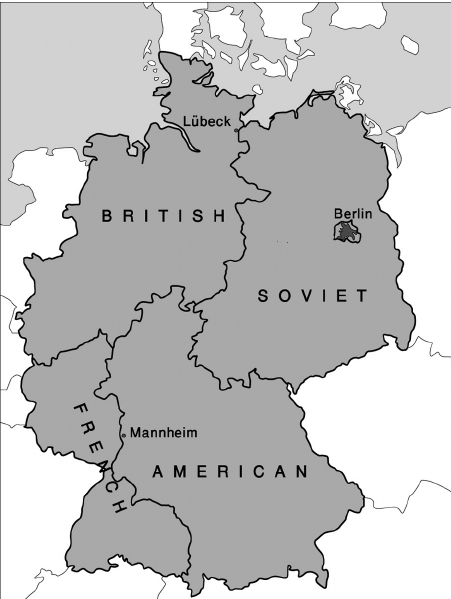 Lübeck
BRITISH
Berlin
SOVIET
FRENCH
Mannheim
AMERICAN